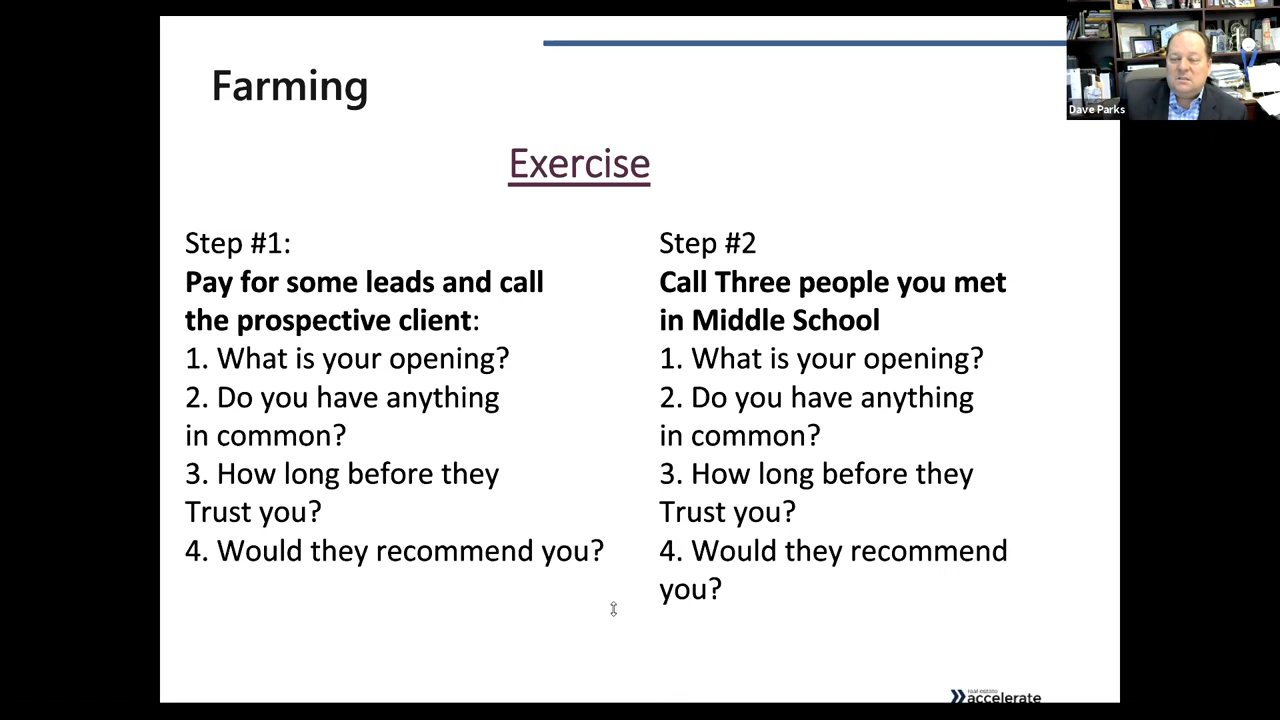 Farming
Exercise
Step #1:
Pay for some leads and call
the prospective client:
1. What is your opening?
2. Do you have anything
in common?
3. How long before they
Trust you?
4. Would they recommend you?
Step #2
Call Three people you met
in Middle School
1. What is your opening?
2. Do you have anything
in common?
3. How long before they
Trust you?
4. Would they recommend
you?
Dave Parks
real estate
accelerate